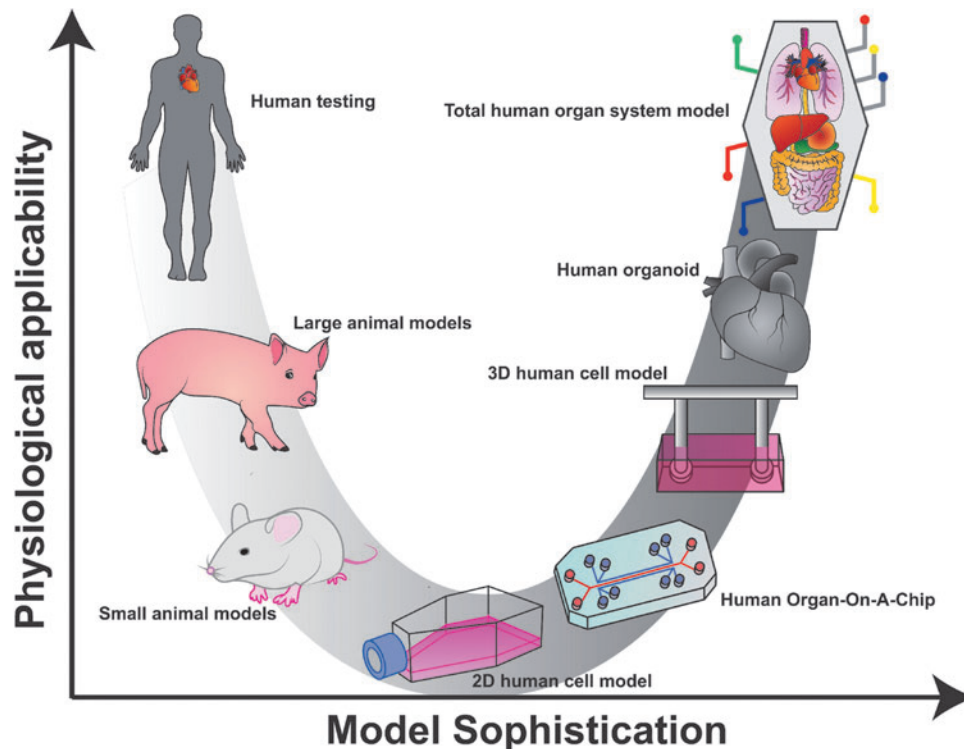 Physiological applicability
Human testing
Total human organ system model
Human organoid
Large animal models
3D human cell model
Small animal models
Human Organ-On-A-Chip
2D human cell model
Model Sophistication